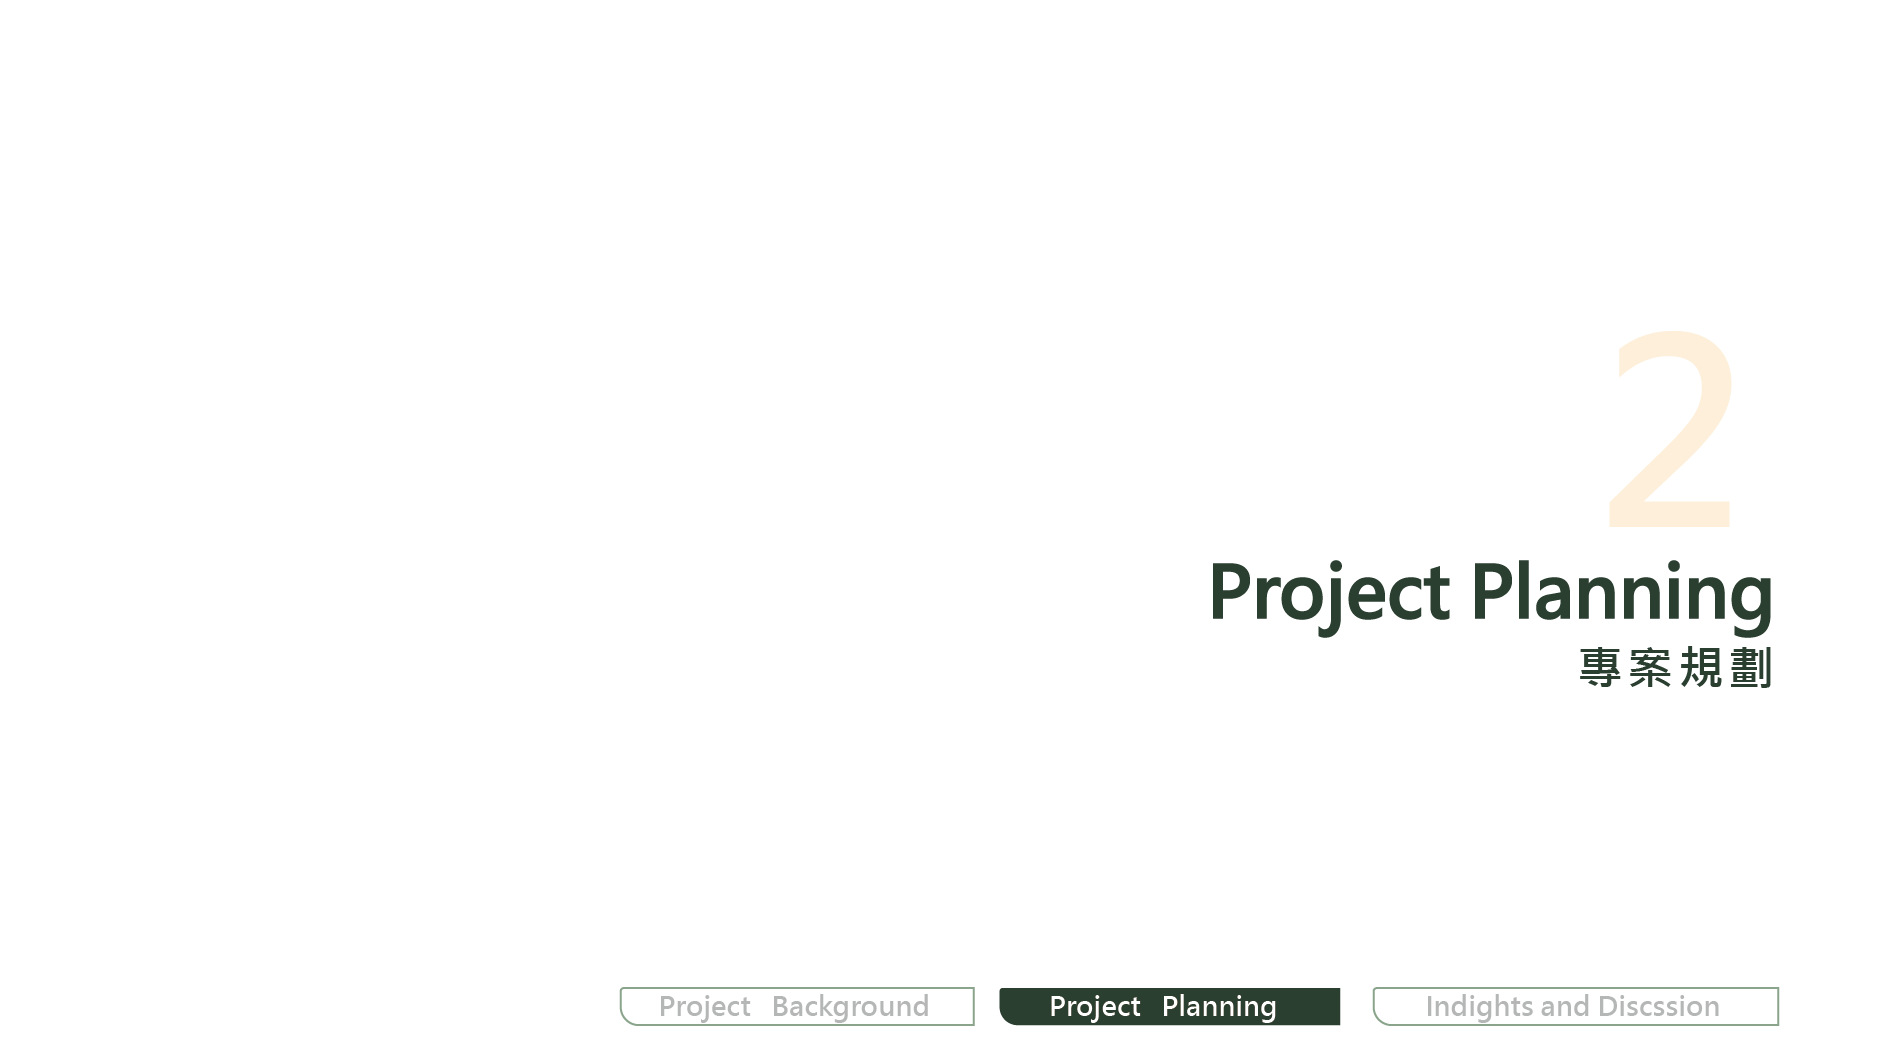 2
Project Planning
專案規劃
Project Background
Project Planning
Indights and Discssion